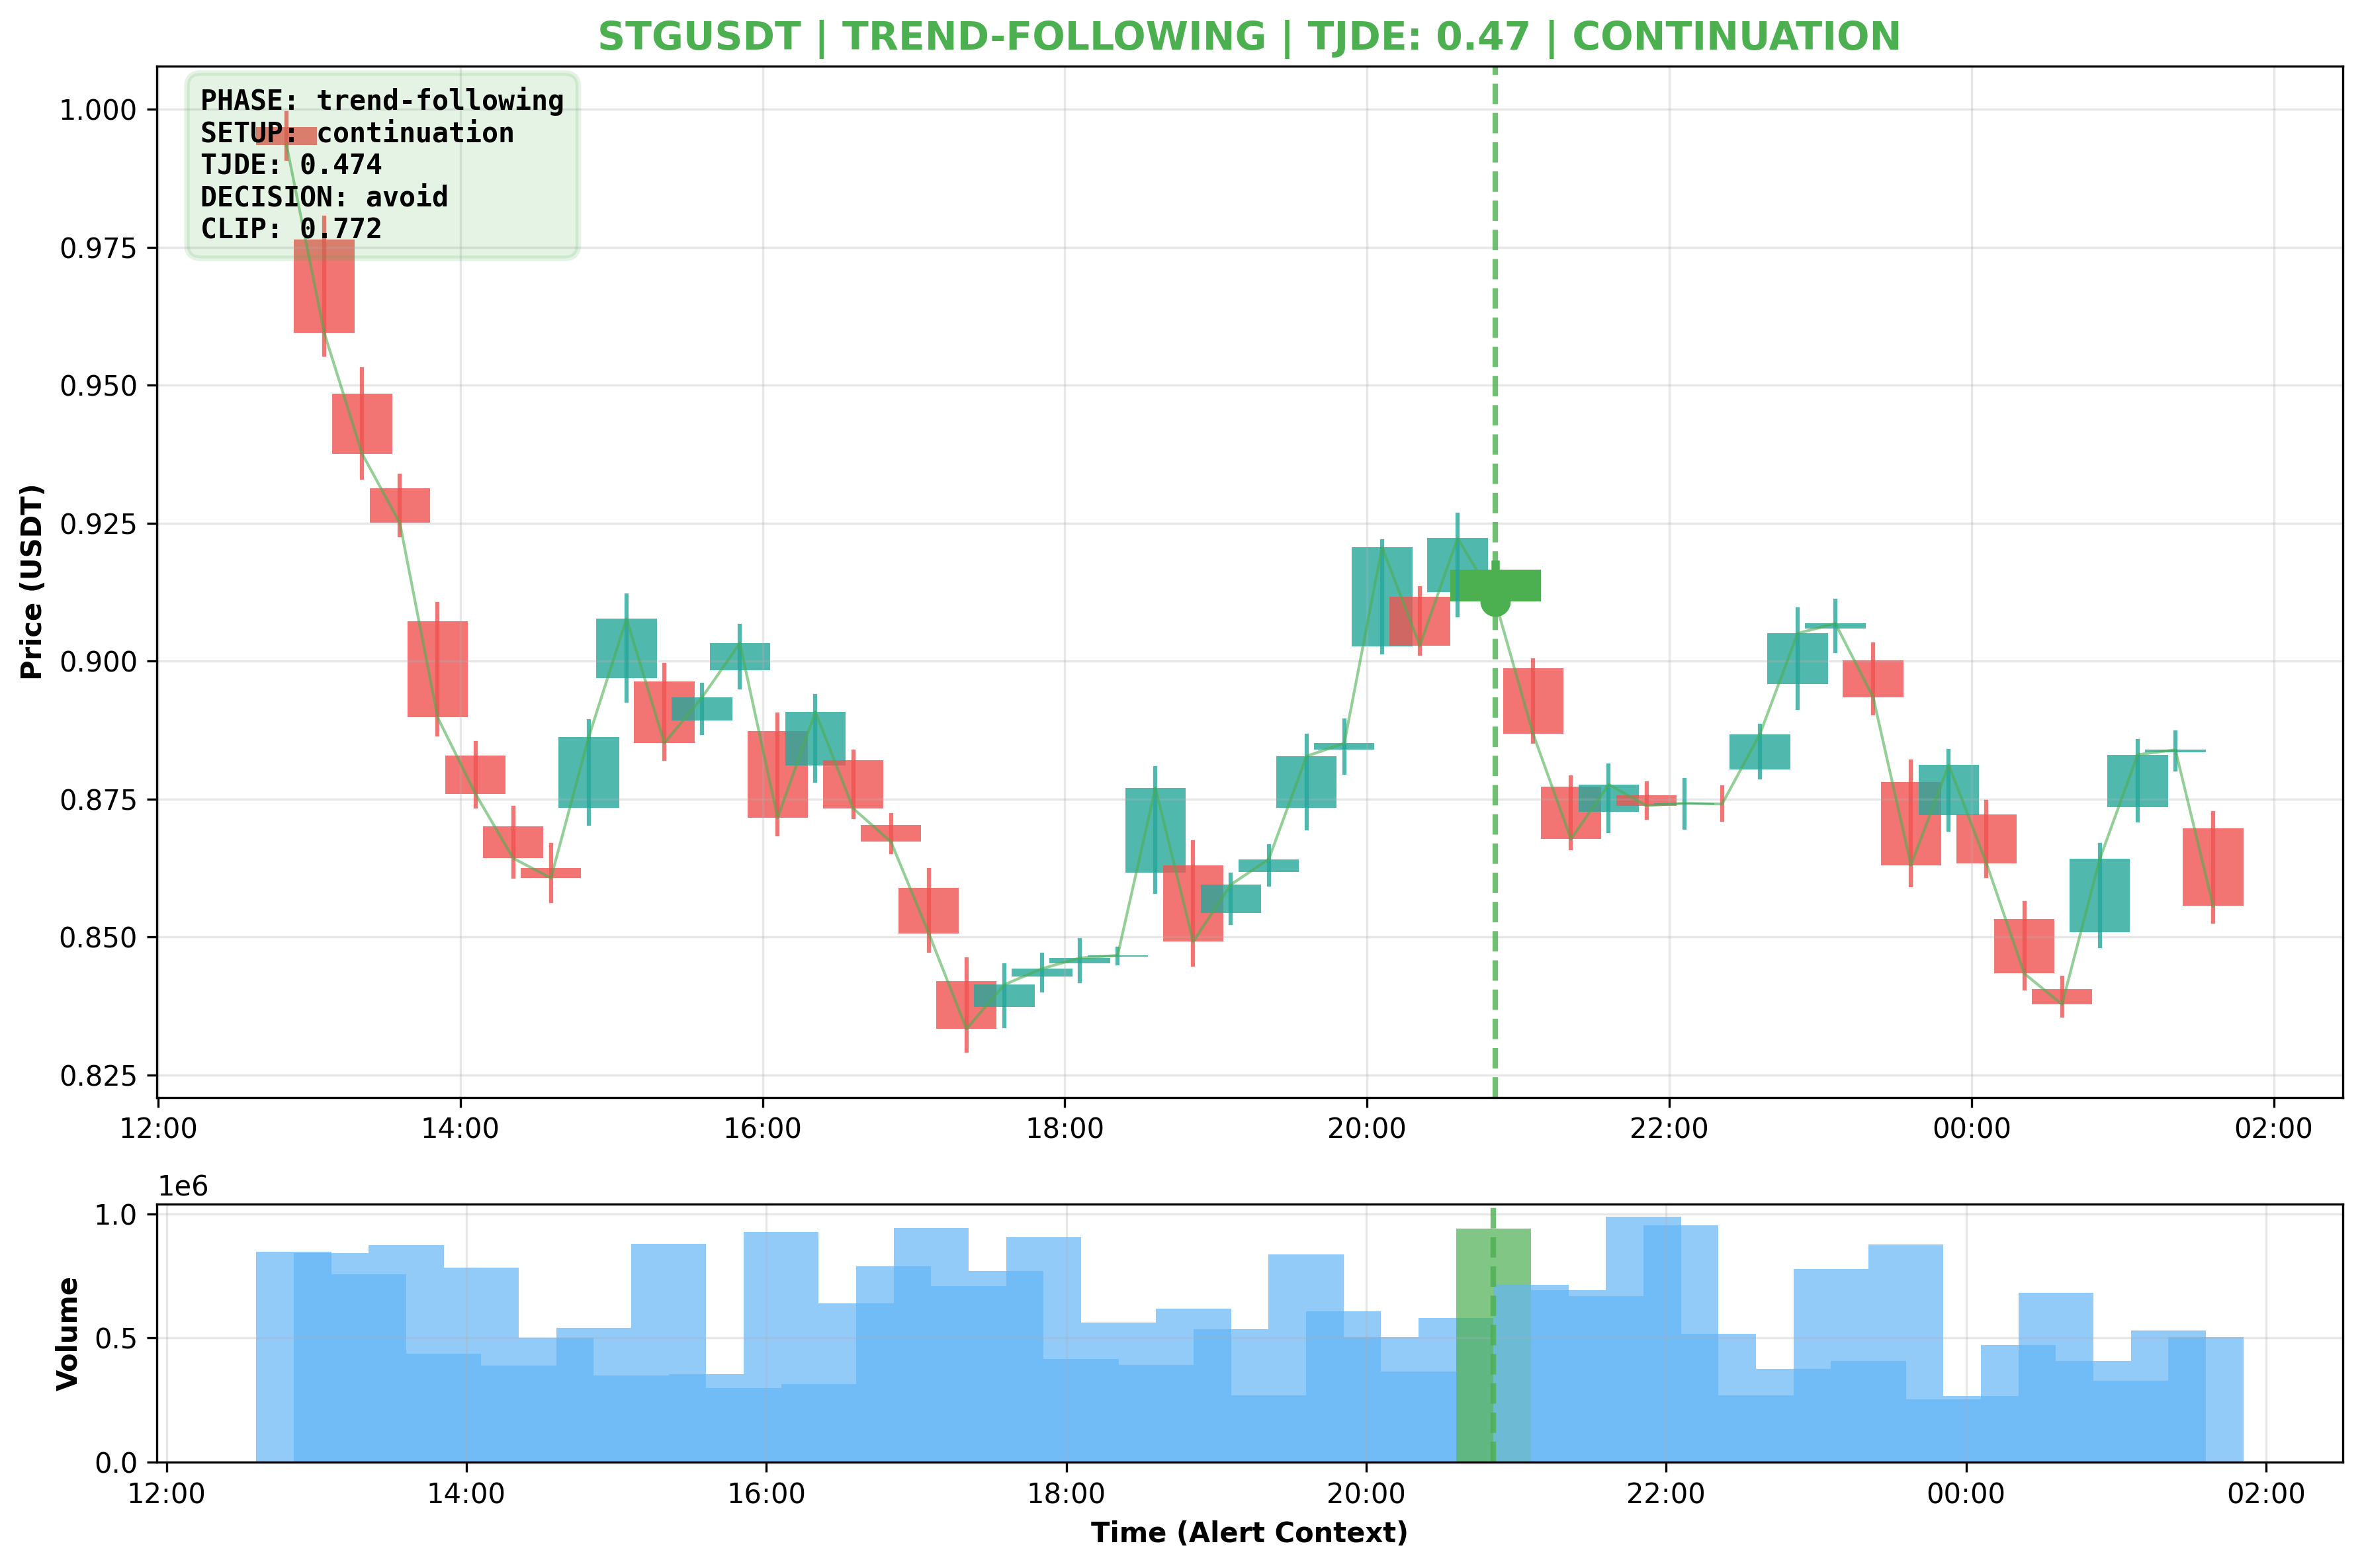 STGUSDT | TREND-FOLLOWING | TJDE: 0.47 | CONTINUATION
PHASE: trend-following
SETUP: continuation
TJDE: 0.474
DECISION: avoid
CLIP: 0.772
Price (USDT)
1.000
0.975
0.950
0.925
0.900
0.875
0.850
0.825
12:00 14:00 16:00 18:00 20:00 22:00 00:00 02:00
1e6
Volume
1.0
0.5
0.0
12:00 14:00 16:00 18:00 20:00 22:00 00:00 02:00
Time (Alert Context)